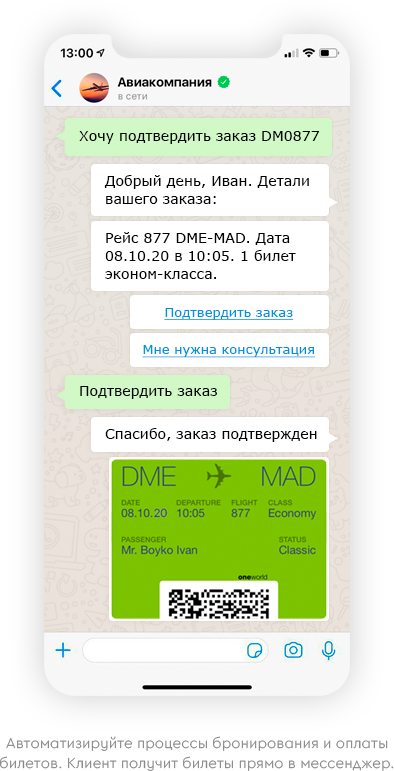 13:00
Авиакомпания
в сети
Хочу подтвердить заказ DM0877
Добрый день, Иван. Детали
вашего заказа:
Рейс 877 DME-MAD. Дата
08.10.20 в 10:05. 1 билет
эконом-класса.
Подтвердить заказ
Мне нужна консультация
Подтвердить заказ
Спасибо, заказ подтвержден
DME MAD
DATE DEPARTURE FLIGHT CLASS
08.10.20 10:05 877 Economy
PASSENGER STATUS
Mr. Boyko Ivan Classic
oneworld
Автоматизируйте процессы бронирования и оплаты
билетов. Клиент получит билеты прямо в мессенджер.